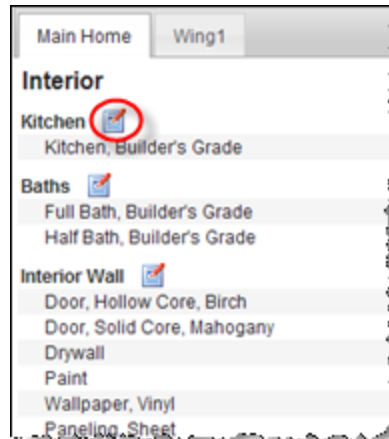 Main Home Wing1
Interior
Kitchen
Kitchen, Builder's Grade
Baths
Full Bath, Builder's Grade
Half Bath, Builder's Grade
Interior Wall
Door, Hollow Core, Birch
Door, Solid Core, Mahogany
Drywall
Paint
Wallpaper, Vinyl
Paneling, Sheet